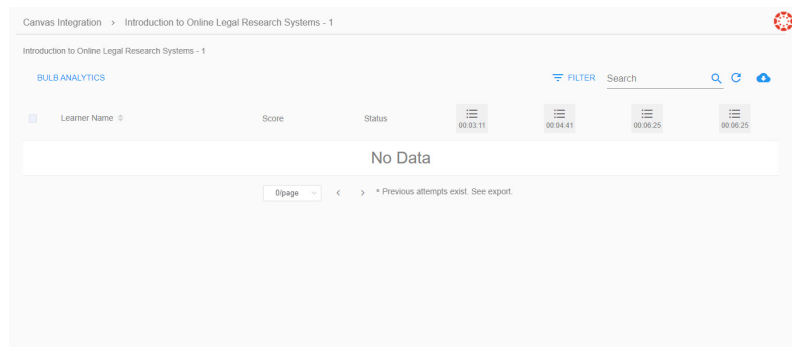 Canvas Integration > Introduction to Online Legal Research Systems - 1
Introduction to Online Legal Research Systems - 1
BULB ANALYTICS
FILTER
Search
Learner Name
Score
Status
00:03:11
00:04:41
00:06:25
00:06:25
No Data
0/page
< >
* Previous attempts exist. See export.